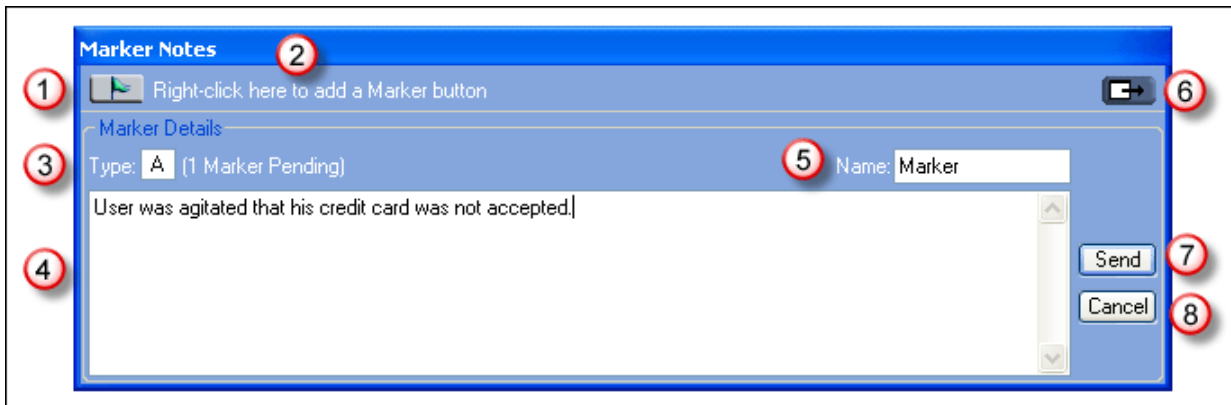 Marker Notes
2
1
Right-click here to add a Marker button
6
Marker Details
3
Type: A (1 Marker Pending)
5
Name: Marker
User was agitated that his credit card was not accepted.
4
Send
7
Cancel
8